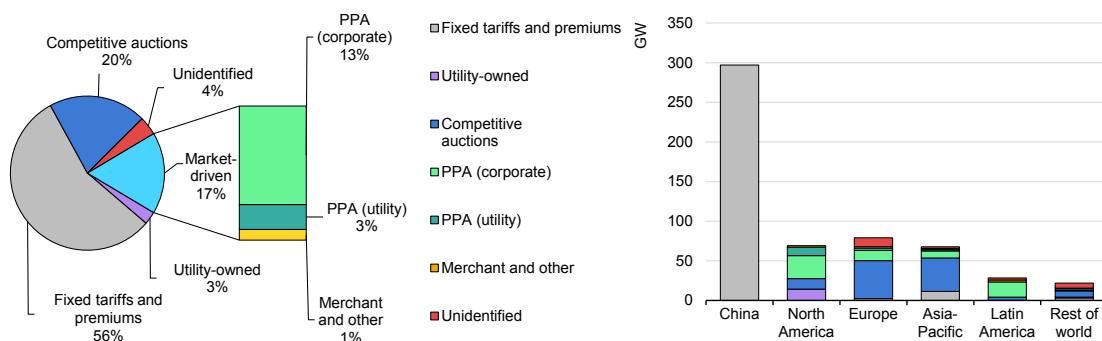 Competitive auctions
20%
Unidentified
4%
Market-
driven
17%
Utility-owned
3%
Fixed tariffs and
premiums
56%
PPA
(corporate)
13%
PPA (utility)
3%
Merchant
and other
1%
Fixed tariffs and premiums
Utility-owned
Competitive
auctions
PPA (corporate)
PPA (utility)
Merchant and other
Unidentified
GW
350
300
250
200
150
100
50
0
China
North
America
Europe
Asia-
Pacific
Latin
America
Rest of
world